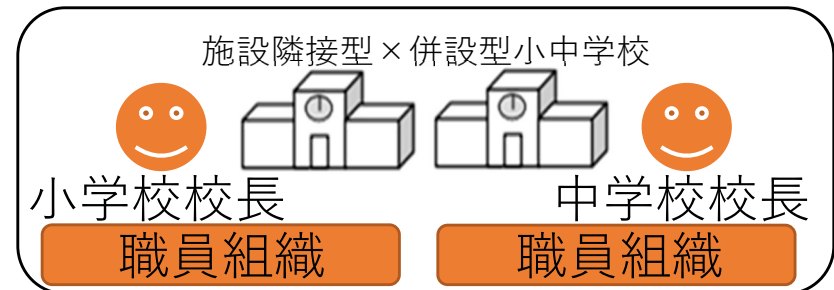 施設隣接型×併設型小中学校
小学校校長
中学校校長
職員組織
職員組織